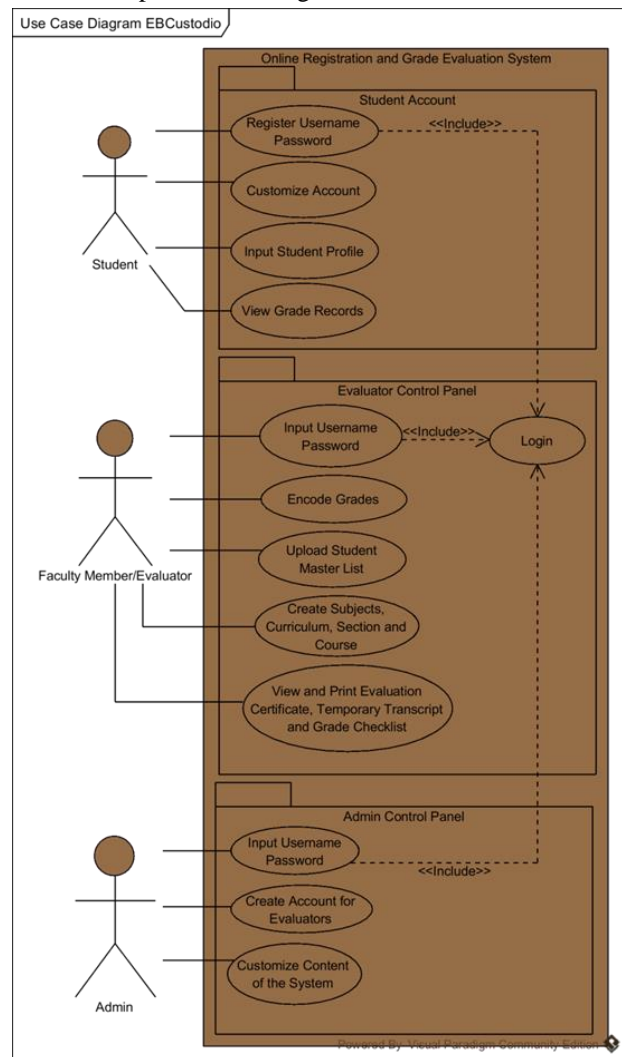 Use Case Diagram EBCustodio
Online Registration and Grade Evaluation System
Student Account
Register Username
Password
<<Include>>
Customize Account
Input Student Profile
Student
View Grade Records
Evaluator Control Panel
Input Username
Password
<<Include>>
Login
Encode Grades
Upload Student
Master List
Faculty Member/Evaluator
Create Subjects,
Curriculum, Section and
Course
View and Print Evaluation
Certificate, Temporary Transcript
and Grade Checklist
Admin Control Panel
Input Username
Password
<<Include>>
Create Account for
Evaluators
Customize Content
of the System
Admin
Powered By Visual Paradigm Community Edition